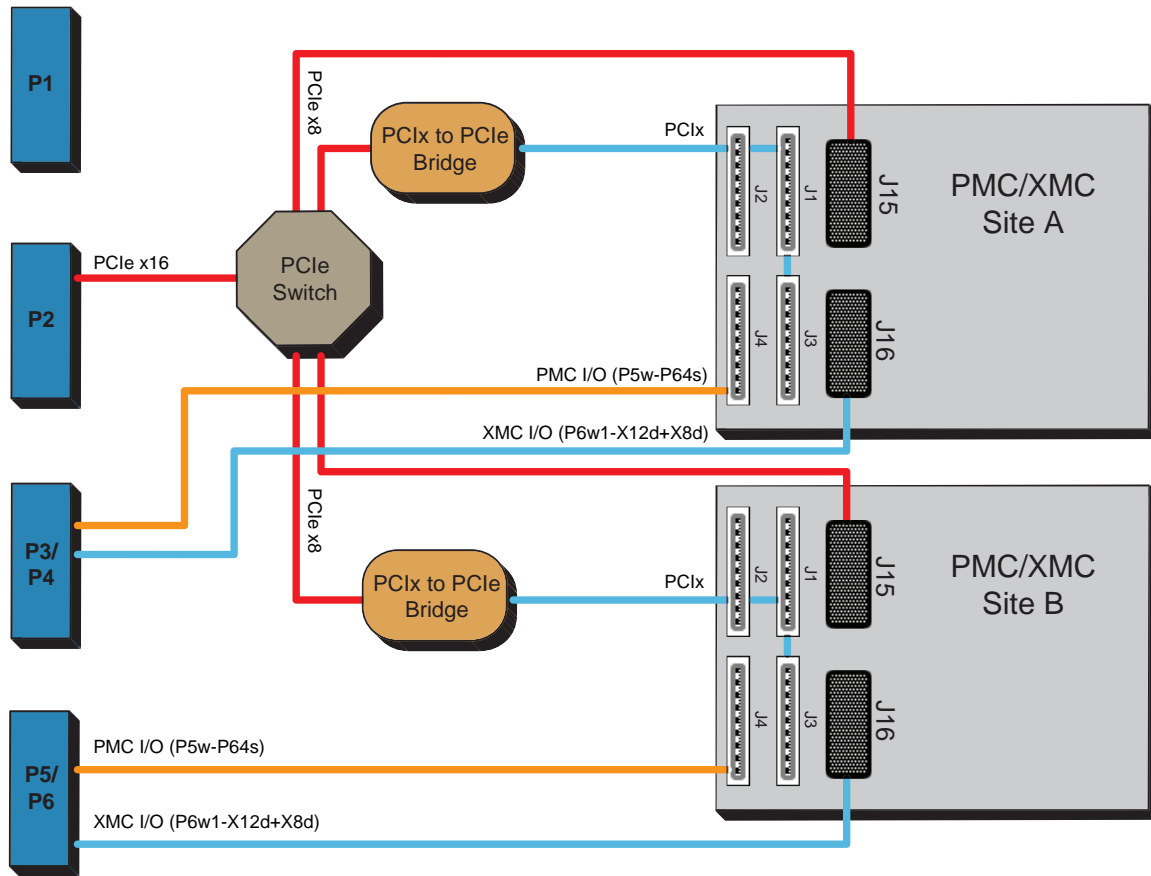 P1
PCIe x8
PCIx to PCIe
Bridge
PCIx
J2
J1
J15
PMC/XMC
Site A
P2
PCIe x16
PCIe
Switch
J4
J3
J16
PMC I/O (P5w-P64s)
XMC I/O (P6w1-X12d+X8d)
P3/
P4
PCIe x8
PCIx to PCIe
Bridge
PCIx
J2
J1
J15
PMC/XMC
Site B
J4
J3
J16
P5/
P6
PMC I/O (P5w-P64s)
XMC I/O (P6w1-X12d+X8d)